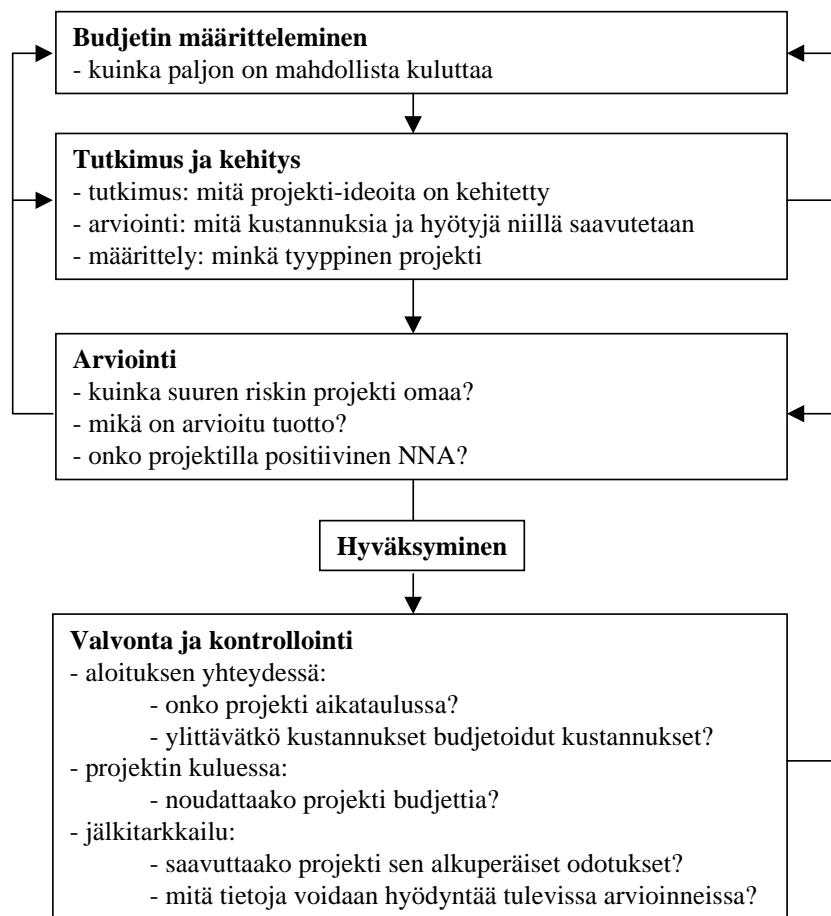 Budjetin määritteleminen
- kuinka paljon on mahdollista kuluttaa
Tutkimus ja kehitys
- tutkimus: mitä projekti-ideoita on kehitetty
- arviointi: mitä kustannuksia ja hyötyjä niillä saavutetaan
- määrittely: minkä tyyppinen projekti
Arviointi
- kuinka suuren riskin projekti omaa?
- mikä on arvioitu tuotto?
- onko projektilla positiivinen NNA?
Hyväksyminen
Valvonta ja kontrollointi
- aloituksen yhteydessä:
- onko projekti aikataulussa?
- ylittävätkö kustannukset budjetoidut kustannukset?
- projektin kuluessa:
- noudattaako projekti budjettia?
- jälkitarkkailu:
- saavuttaako projekti sen alkuperäiset odotukset?
- mitä tietoja voidaan hyödyntää tulevissa arvioinneissa?